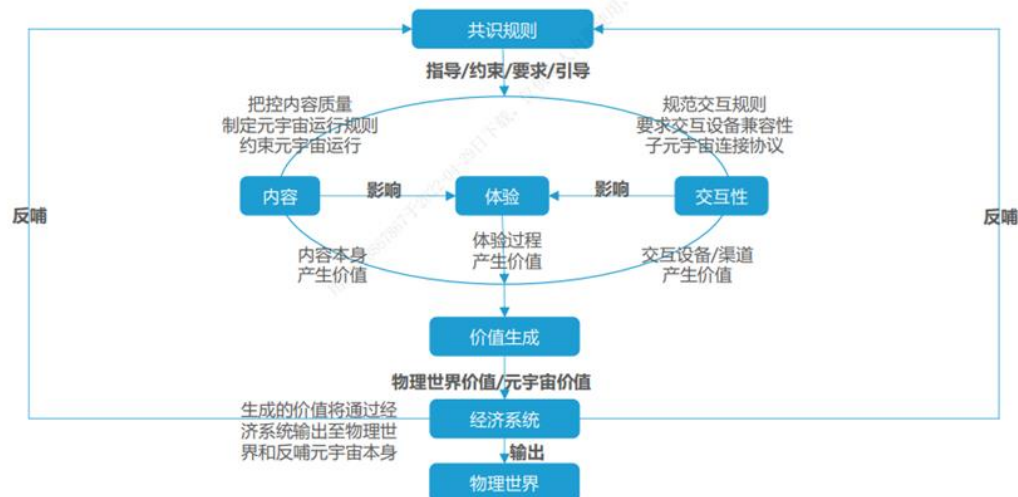 共识规则
指导/约束/要求/引导
把控内容质量
制定元宇宙运行规则
约束元宇宙运行
规范交互规则
要求交互设备兼容性
子元宇宙连接协议
内容
影响
体验
影响
交互性
反哺
反哺
内容本身
产生价值
体验过程
产生价值
交互设备/渠道
产生价值
价值生成
物理世界价值/元宇宙价值
生成的价值将通过经
济系统输出至物理世
界和反哺元宇宙本身
经济系统
输出
物理世界